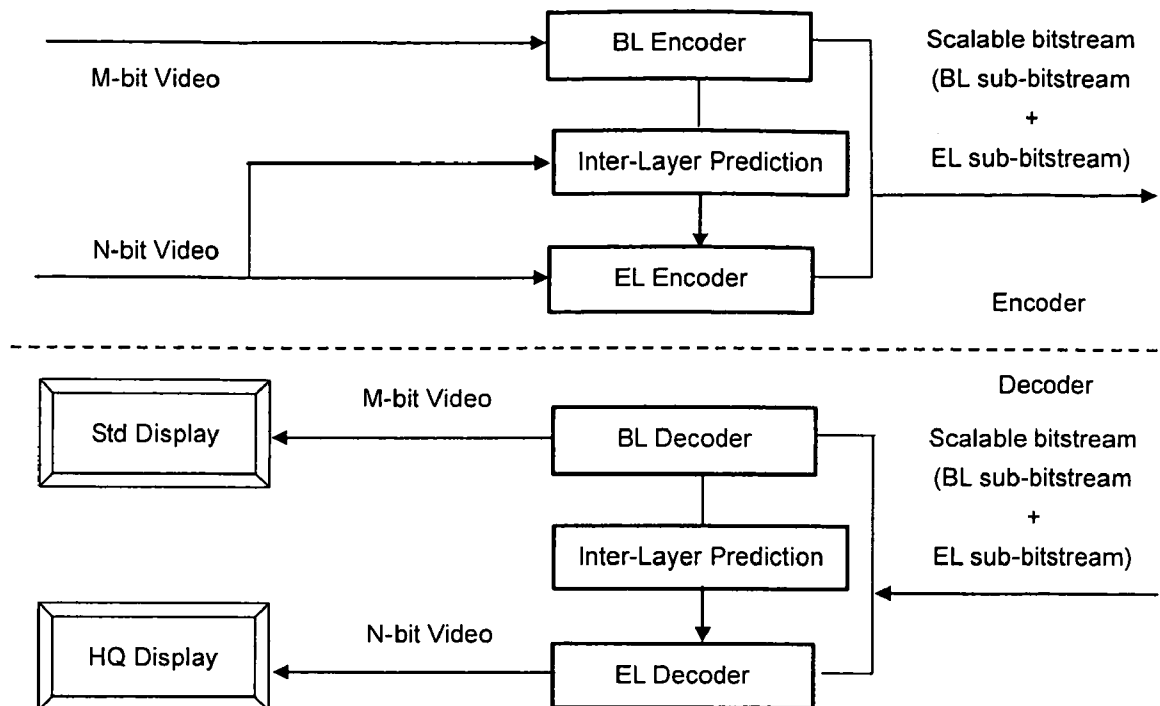 BL Encoder
M-bit Video
Inter-Layer Prediction
N-bit Video
EL Encoder
Scalable bitstream
(BL sub-bitstream
+
EL sub-bitstream)
Encoder
Decoder
Std Display
M-bit Video
BL Decoder
Inter-Layer Prediction
HQ Display
N-bit Video
EL Decoder
Scalable bitstream
(BL sub-bitstream
+
EL sub-bitstream)